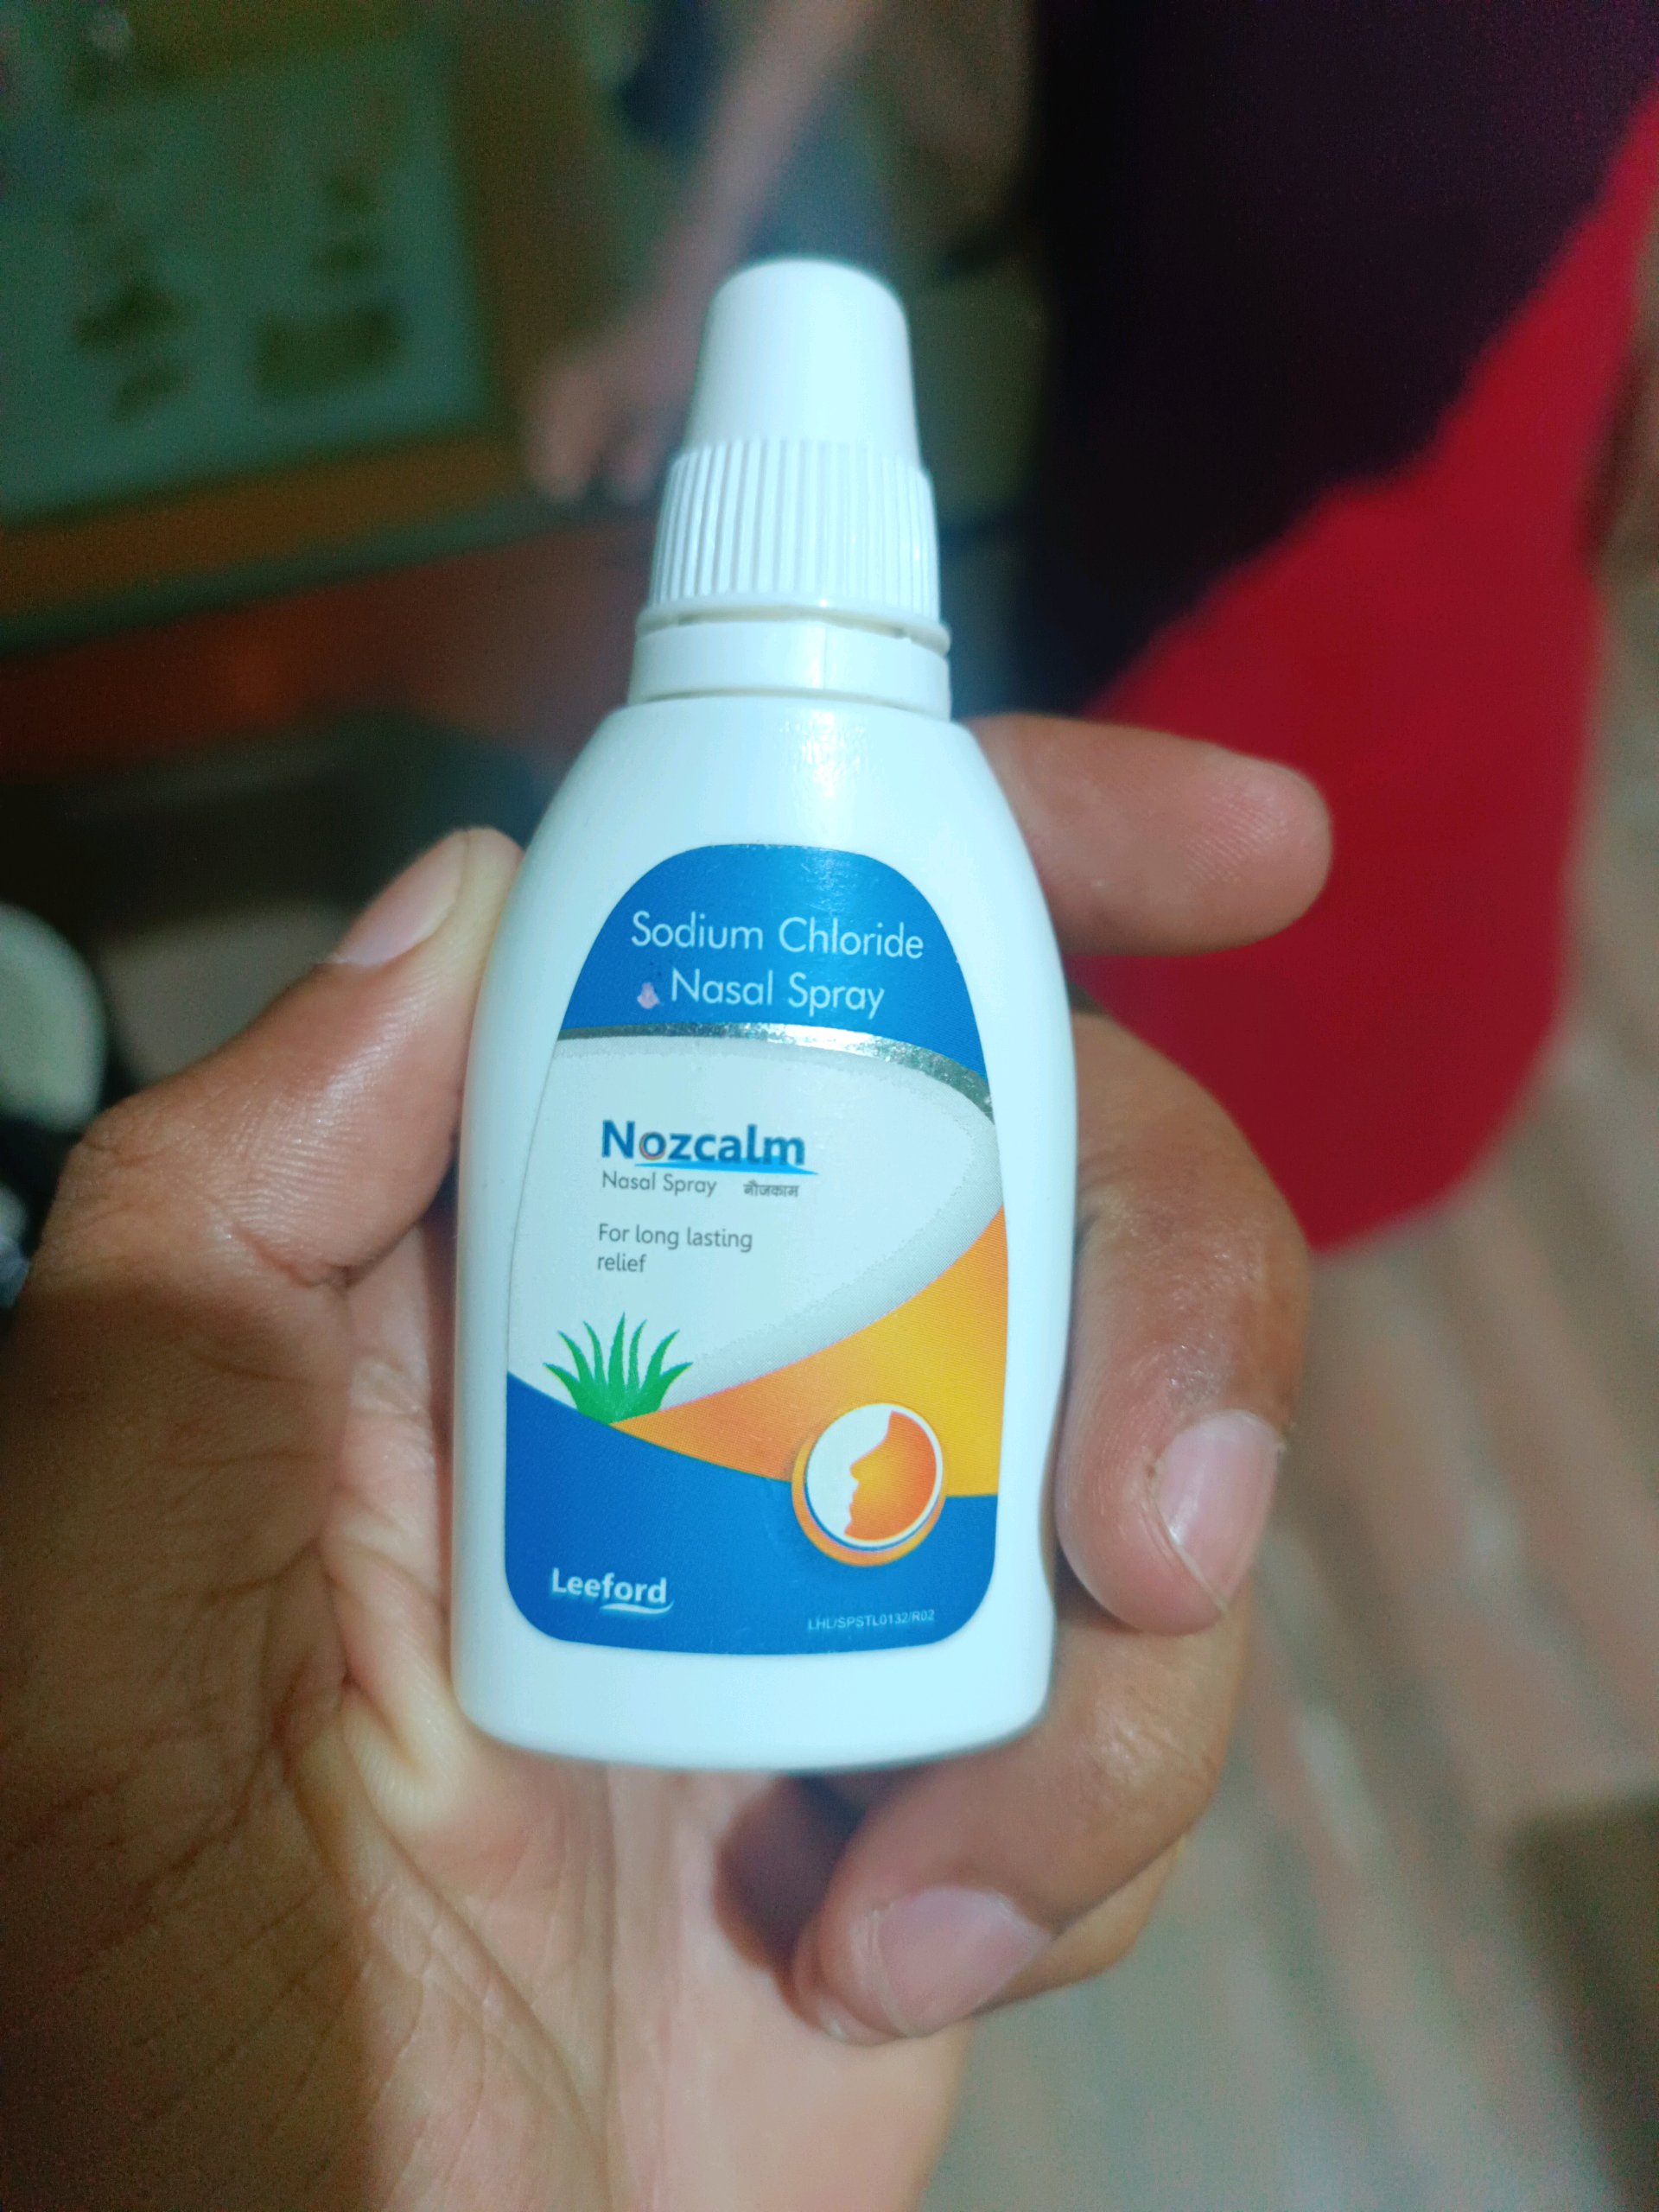 Sodium Chloride
Nasal Spray
Nozcalm
Nasal Spray नौजकाम
For long lasting
relief
Leeford
LHL/SPSTL0132/R02